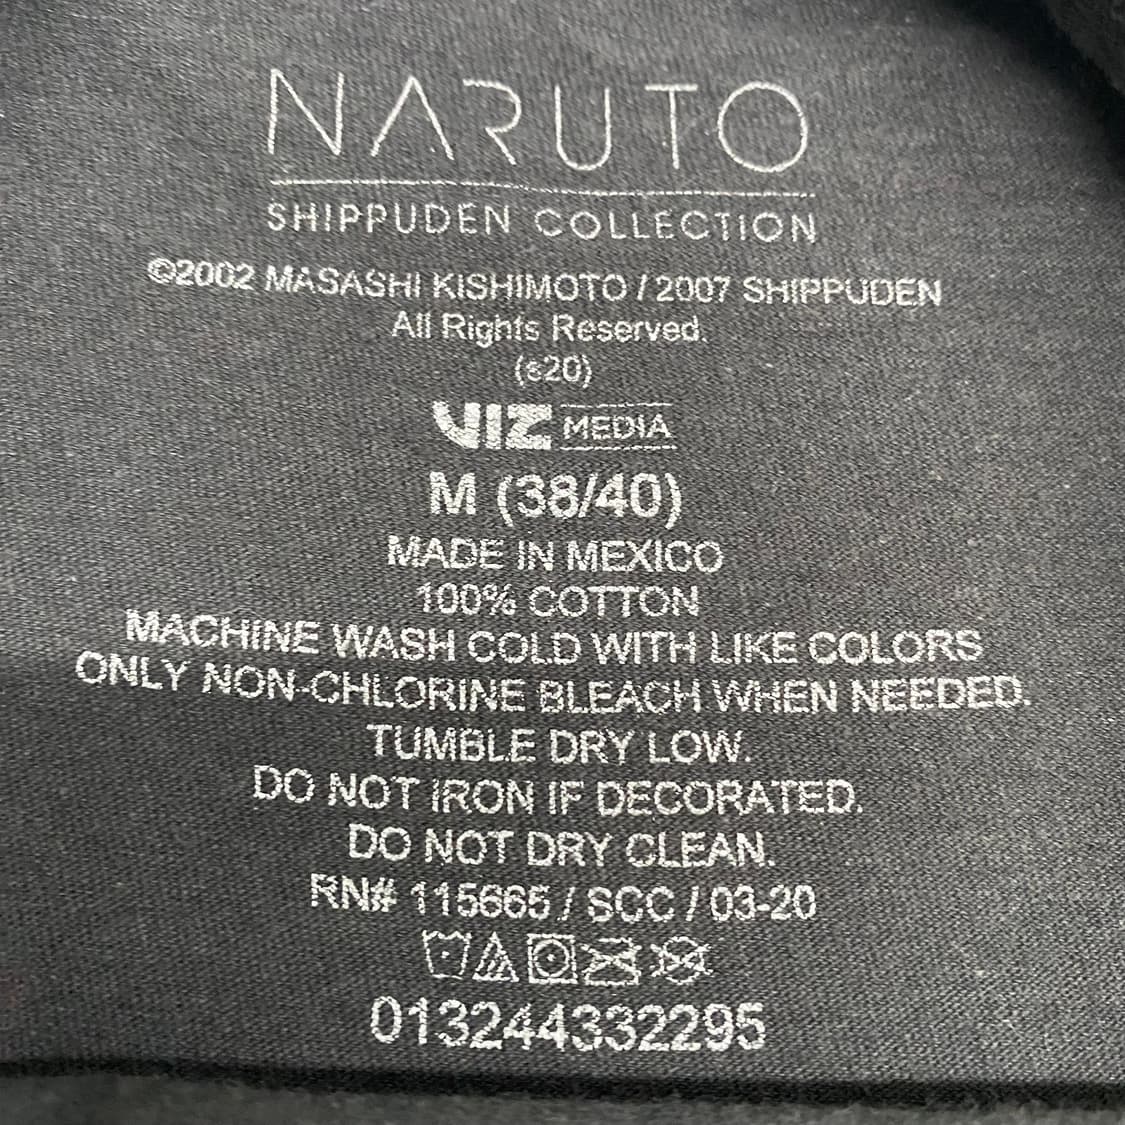 NARUTO
SHIPPUDEN COLLECTION
©2002 MASASHI KISHIMOTO / 2007 SHIPPUDEN
All Rights Reserved.
(s20)
VIZ MEDIA
M (38/40)
MADE IN MEXICO
100% COTTON
MACHINE WASH COLD WITH LIKE COLORS
ONLY NON-CHLORINE BLEACH WHEN NEEDED.
TUMBLE DRY LOW.
DO NOT IRON IF DECORATED.
DO NOT DRY CLEAN.
RN# 115665 / SCC / 03-20
013244332295